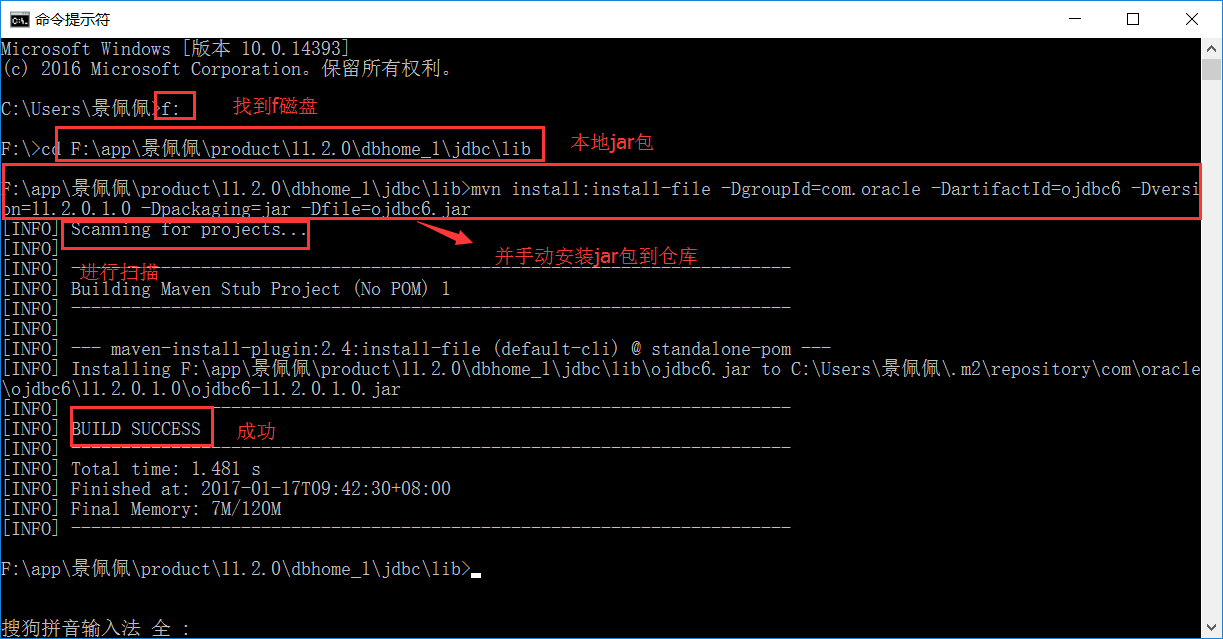 命令提示符
Microsoft Windows [版本 10.0.14393]
(c) 2016 Microsoft Corporation。保留所有权利。
C:\Users\景佩佩>f:
找到f磁盘
F:\>cd F:\app\景佩佩\product\11.2.0\dbhome_1\jdbc\lib
本地jar包
F:\app\景佩佩\product\11.2.0\dbhome_1\jdbc\lib>mvn install:install-file -DgroupId=com.oracle -DartifactId=ojdbc6 -Dversi
on=11.2.0.1.0 -Dpackaging=jar -Dfile=ojdbc6.jar
[INFO] Scanning for projects...
[INFO]
并手动安装jar包到仓库
[INFO] ------------------------------------------------------------------------
进行扫描
[INFO] Building Maven Stub Project (No POM) 1
[INFO] ------------------------------------------------------------------------
[INFO]
[INFO] --- maven-install-plugin:2.4:install-file (default-cli) @ standalone-pom ---
[INFO] Installing F:\app\景佩佩\product\11.2.0\dbhome_1\jdbc\lib\ojdbc6.jar to C:\Users\景佩佩\.m2\repository\com\oracle
\ojdbc6\11.2.0.1.0\ojdbc6-11.2.0.1.0.jar
[INFO] ------------------------------------------------------------------------
[INFO] BUILD SUCCESS
成功
[INFO] ------------------------------------------------------------------------
[INFO] Total time: 1.481 s
[INFO] Finished at: 2017-01-17T09:42:30+08:00
[INFO] Final Memory: 7M/120M
[INFO] ------------------------------------------------------------------------
F:\app\景佩佩\product\11.2.0\dbhome_1\jdbc\lib>
搜狗拼音输入法 全 :